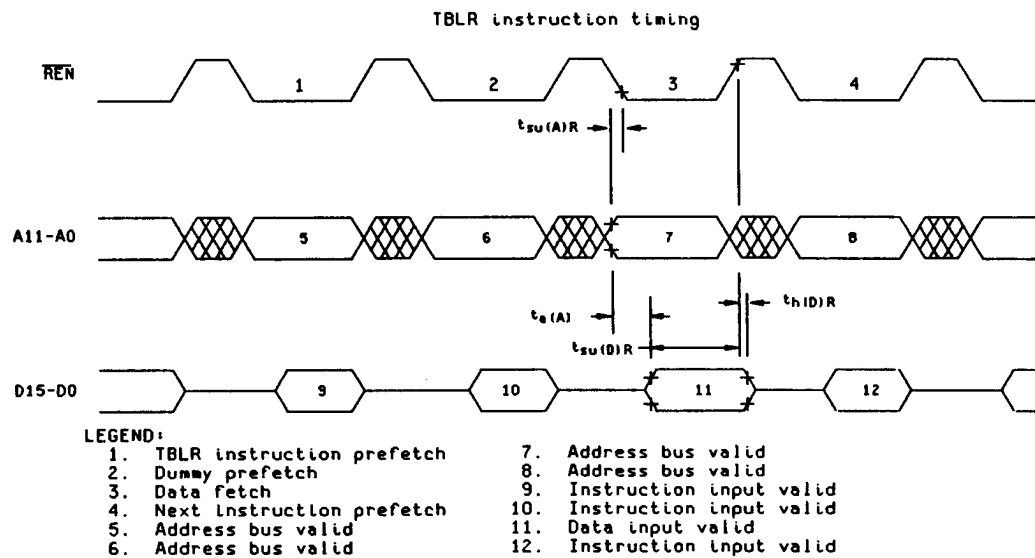 TBLR instruction timing
REN
1 2 3 4
tsu(A)R
A11-A0
5 6 7 8
ta(A)
th(D)R
tsu(D)R
D15-D0
9 10 11 12
LEGEND:
1. TBLR instruction prefetch
2. Dummy prefetch
3. Data fetch
4. Next instruction prefetch
5. Address bus valid
6. Address bus valid
7. Address bus valid
8. Address bus valid
9. Instruction input valid
10. Instruction input valid
11. Data input valid
12. Instruction input valid